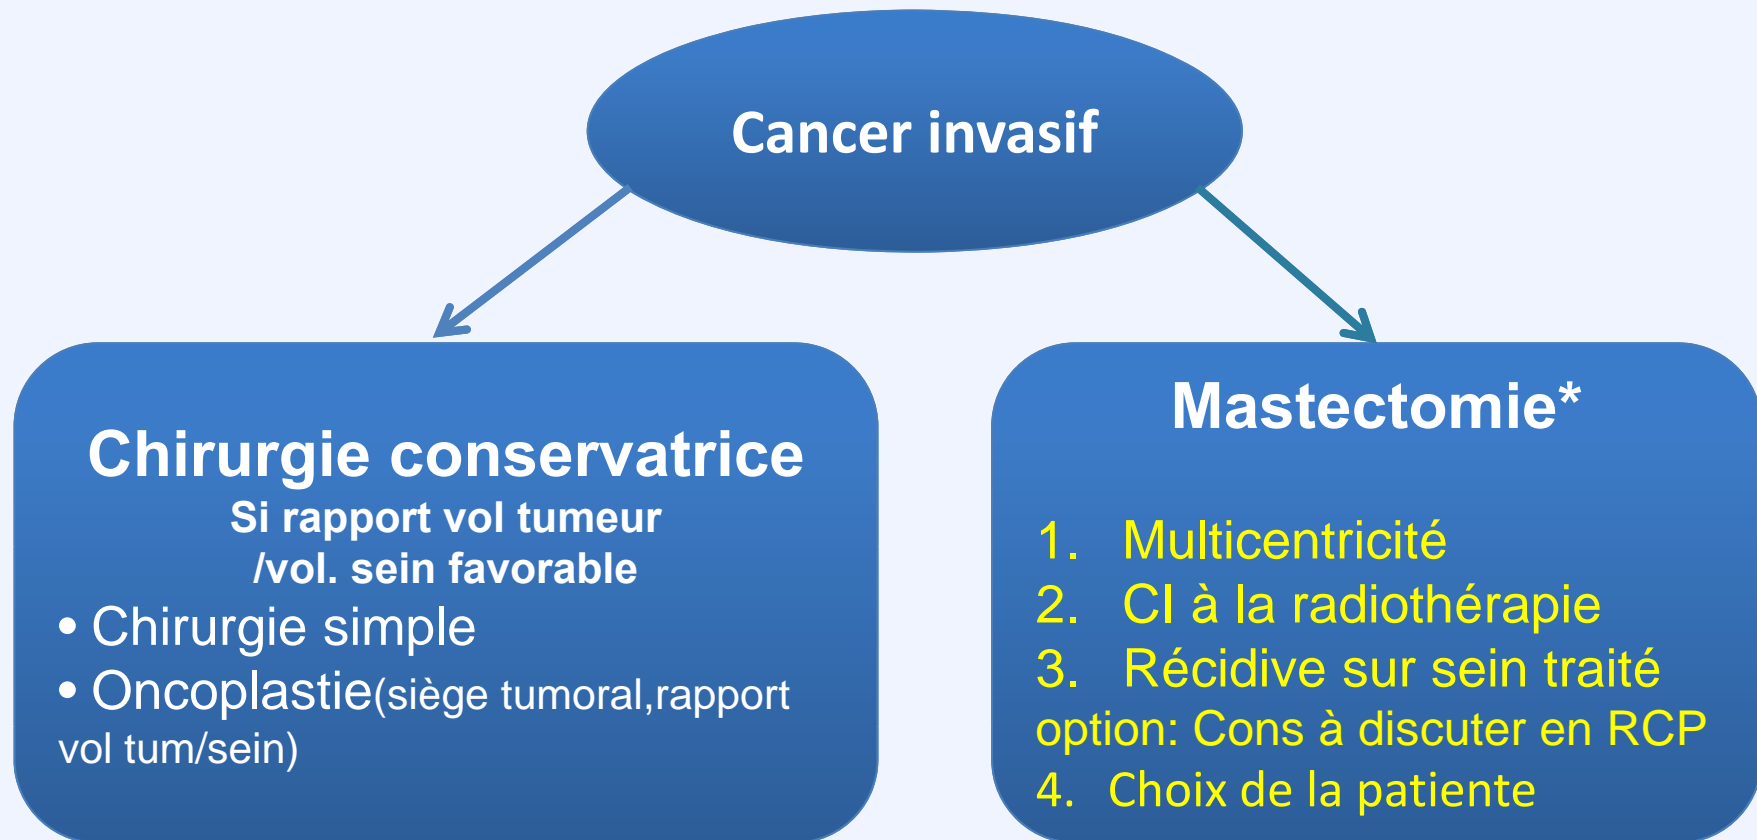 Cancer invasif
Chirurgie conservatrice
Si rapport vol tumeur
/vol. sein favorable
• Chirurgie simple
• Oncoplastie(siège tumoral,rapport
vol tum/sein)
Mastectomie*
1. Multicentricité
2. CI à la radiothérapie
3. Récidive sur sein traité
option: Cons à discuter en RCP
4. Choix de la patiente